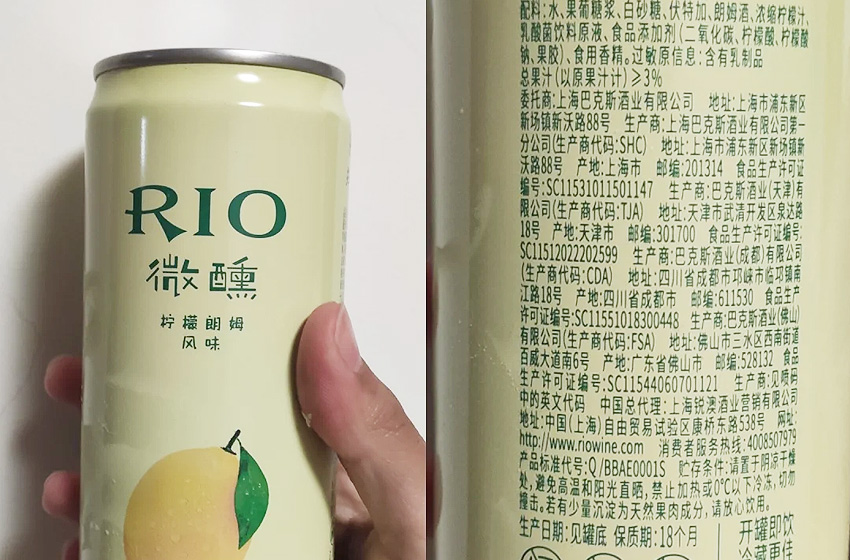 RIO
微醺
柠檬朗姆
风味
配料:水、果葡糖浆、白砂糖、伏特加、朗姆酒、浓缩柠檬汁、
乳酸菌饮料原液、食品添加剂(二氧化碳、柠檬酸、柠檬酸
钠、果胶)、食用香精。过敏原信息:含有乳制品
总果汁(以原果汁计)≥3%
委托商:上海巴克斯酒业有限公司 地址:上海市浦东新区
新场镇新沃路88号 生产商:上海巴克斯酒业有限公司第一
分公司(生产商代码:SHC) 地址:上海市浦东新区新场镇新
沃路88号 产地:上海市 邮编:201314 食品生产许可证
编号:SC11531011501147 生产商:巴克斯酒业(天津)有
限公司(生产商代码:TJA) 地址:天津市武清开发区泉达路
18号 产地:天津市 邮编:301700 食品生产许可证编号:
SC11512022202599 生产商:巴克斯酒业(成都)有限公司
(生产商代码:CDA) 地址:四川省成都市邛崃市临邛镇南
江路18号 产地:四川省成都市 邮编:611530 食品生产
许可证编号:SC11551018300448 生产商:巴克斯酒业(佛山)
有限公司(生产商代码:FSA) 地址:佛山市三水区西南街道
百威大道南6号 产地:广东省佛山市 邮编:528132 食品
生产许可证编号:SC11544060701121 生产商:见喷码
中的英文代码 中国总代理:上海锐澳酒业营销有限公司
地址:中国(上海)自由贸易试验区康桥东路538号 网址:
http://www.riowine.com 消费者服务热线:4008507979
产品标准代号:Q/BBAE0001S 贮存条件:请置于阴凉干燥
处,避免高温和阳光直晒,禁止加热或0℃以下冷冻,切勿
撞击。若有少量沉淀为天然果肉成分,请放心饮用。
生产日期:见罐底 保质期:18个月
开罐即饮
冷藏更佳